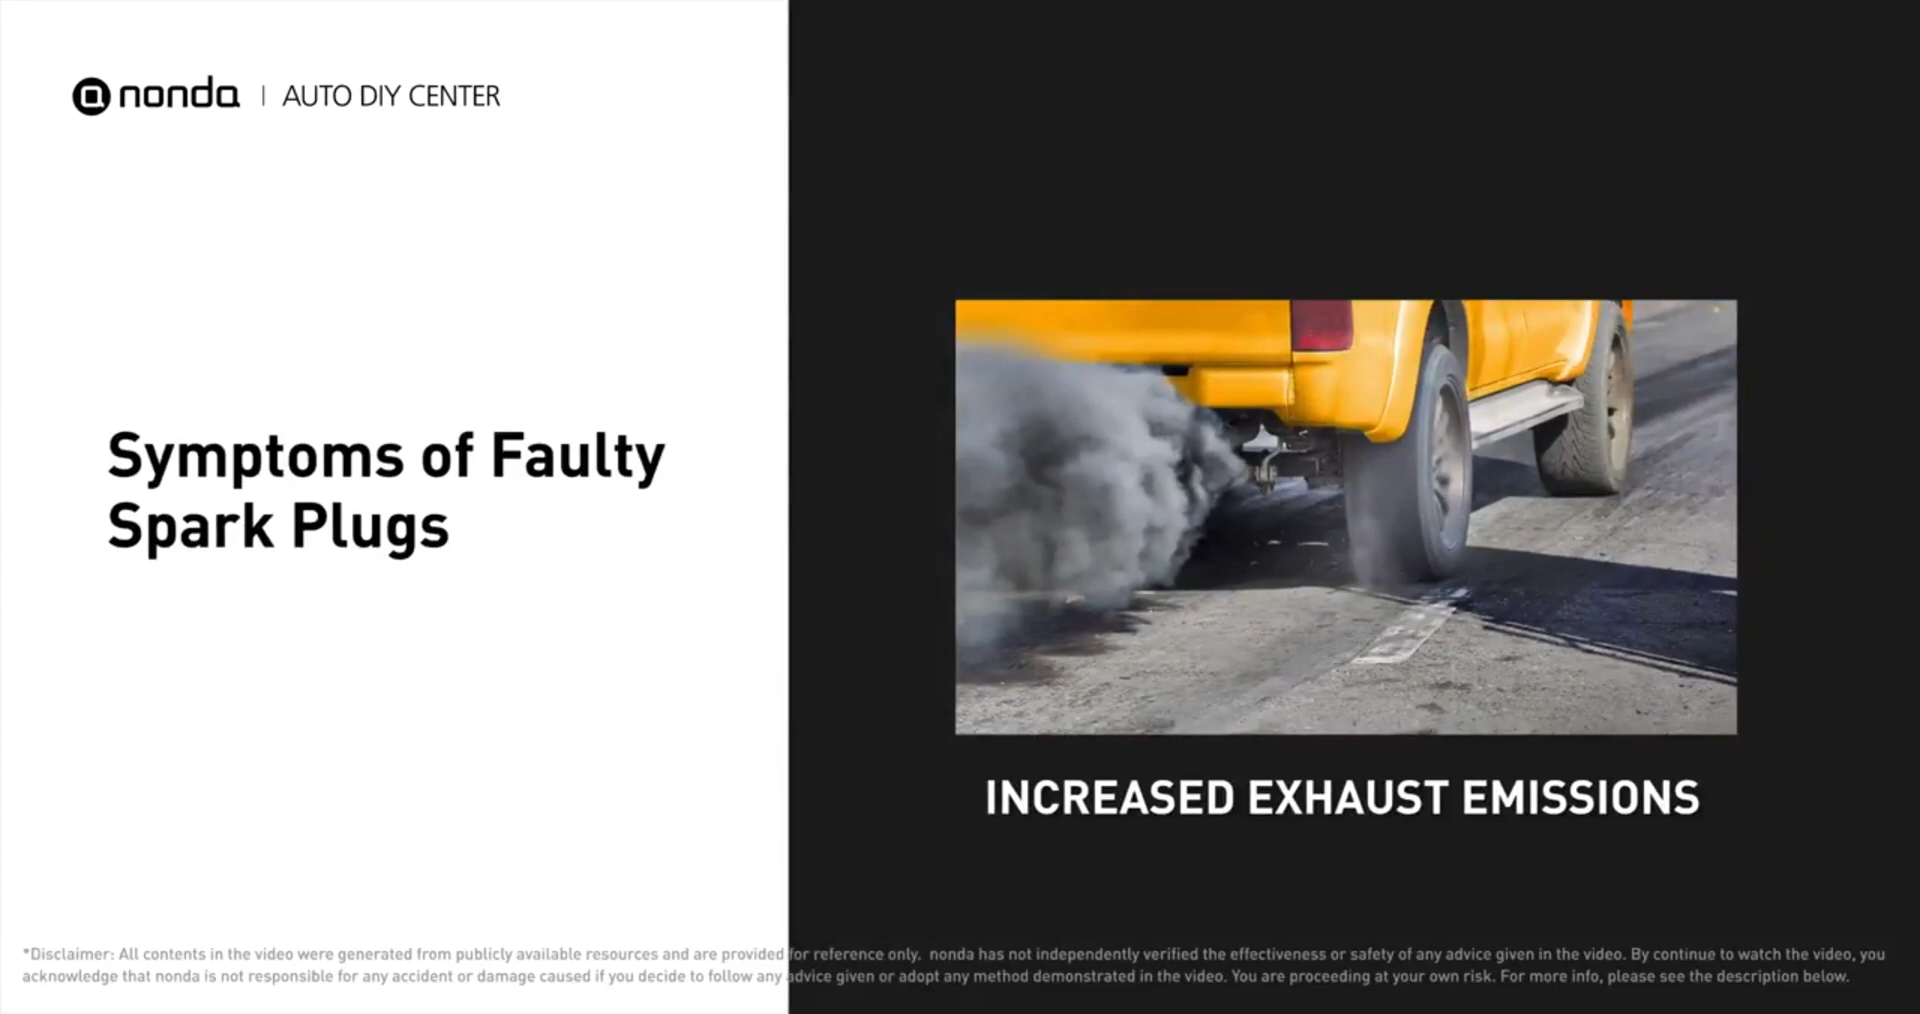 nonda | AUTO DIY CENTER
Symptoms of Faulty
Spark Plugs
INCREASED EXHAUST EMISSIONS
*Disclaimer: All contents in the video were generated from publicly available resources and are provided for reference only. nonda has not independently verified the effectiveness or safety of any advice given in the video. By continue to watch the video, you
acknowledge that nonda is not responsible for any accident or damage caused if you decide to follow any advice given or adopt any method demonstrated in the video. You are proceeding at your own risk. For more info, please see the description below.